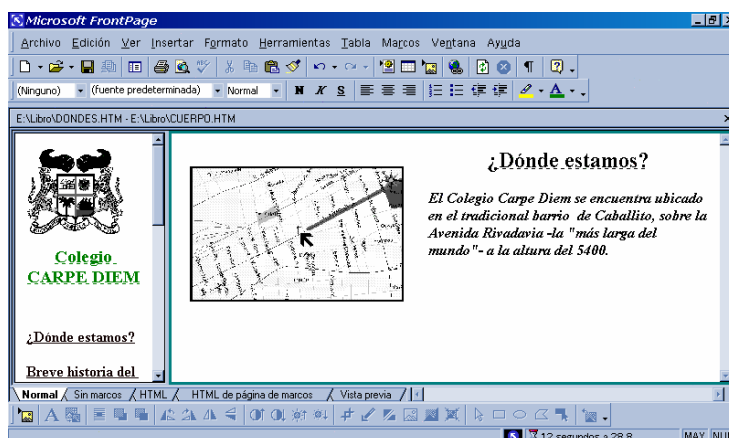 Microsoft FrontPage
Archivo Edición Ver Insertar Formato Herramientas Tabla Marcos Ventana Ayuda
(Ninguno) (fuente predeterminada) Normal N K S A
E:\Libro\DONDES.HTM - E:\Libro\CUERPO.HTM
Colegio
CARPE DIEM
¿Dónde estamos?
Breve historia del
¿Dónde estamos?
El Colegio Carpe Diem se encuentra ubicado
en el tradicional barrio de Caballito, sobre la
Avenida Rivadavia -la "más larga del
mundo"- a la altura del 5400.
Normal Sin marcos HTML HTML de página de marcos Vista previa
12 segundos a 28,8 MAY NUM